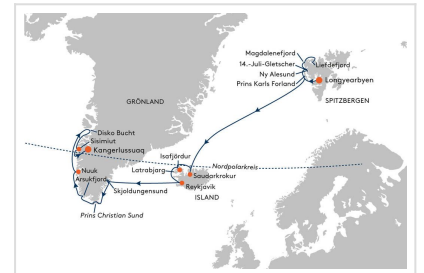 Magdalenefjord
14.-Juli-Gletscher
Liefdefjord
Ny Alesund
Longyearbyen
Prins Karls Forland
SPITZBERGEN
GRÖNLAND
Disko Bucht
Sisimiut
Kangerlussuaq
Isafjördur
Nordpolarkreis
Latrabjarg
Saudarkrokur
Nuuk
Arsukfjord
Skjoldungensund
Reykjavik
ISLAND
Prins Christian Sund